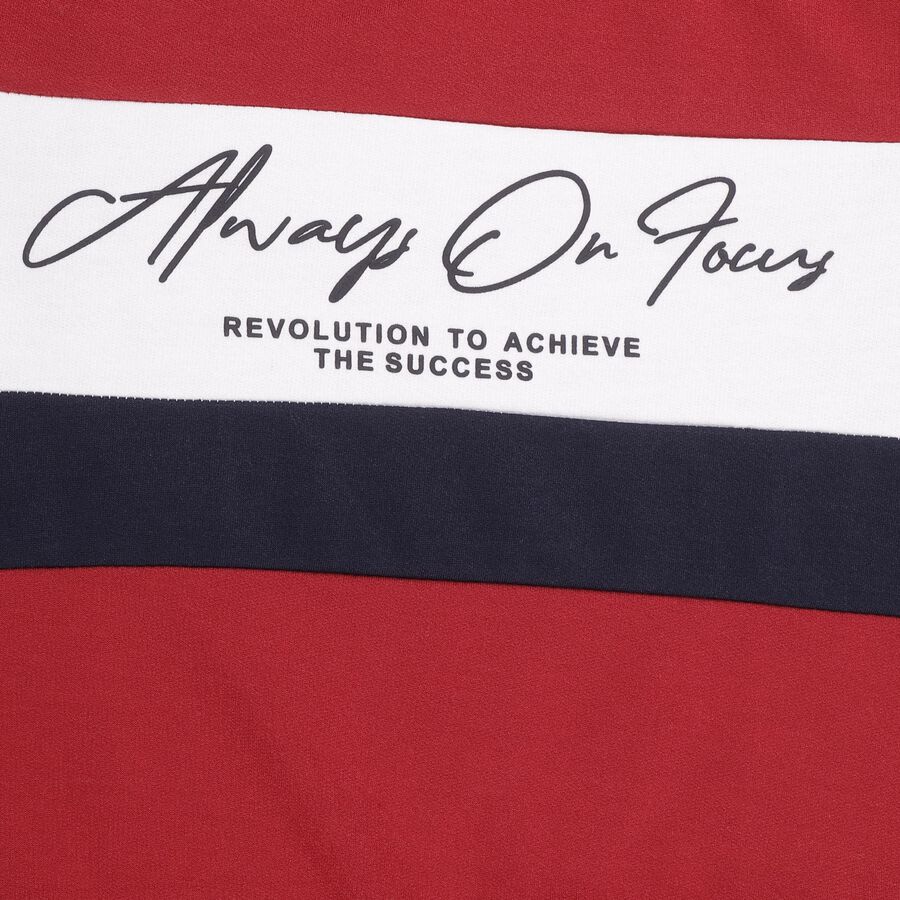 Always On Focus
REVOLUTION TO ACHIEVE
THE SUCCESS